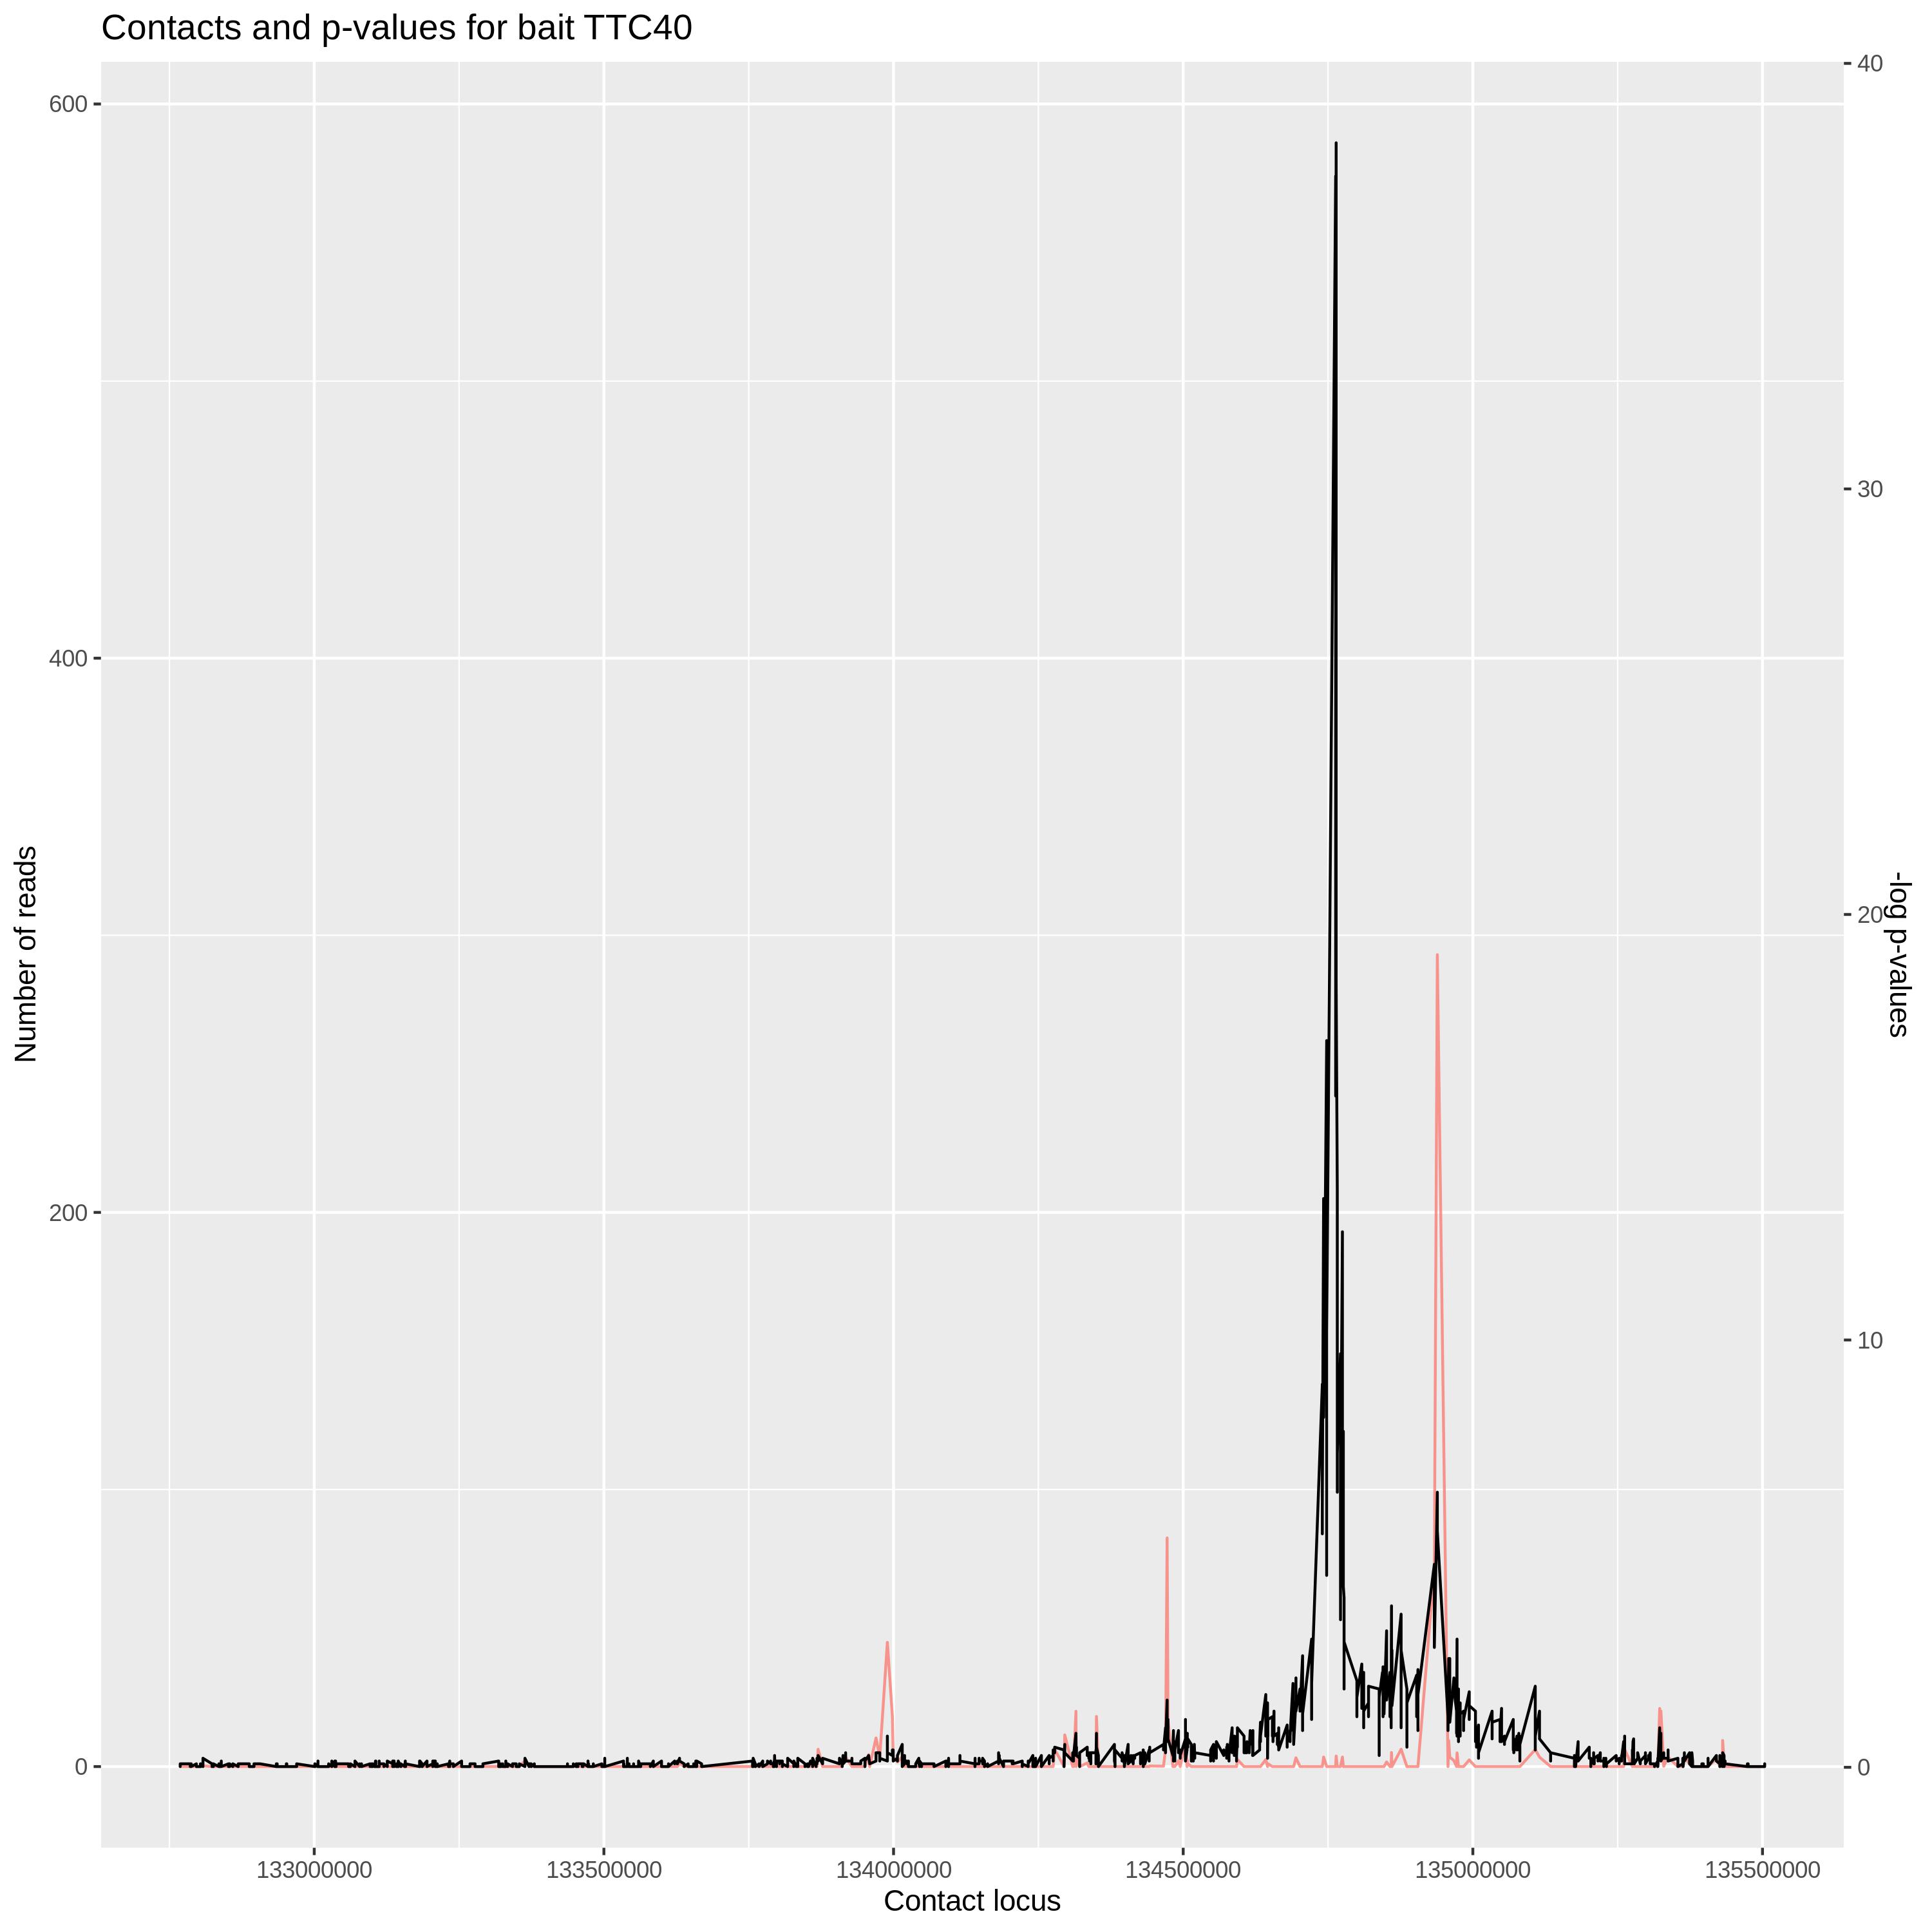 Contacts and p-values for bait TTC40
600
400
200
0
Number of reads
40
30
20
10
0
-log p-values
133000000 133500000 134000000 134500000 135000000 135500000
Contact locus